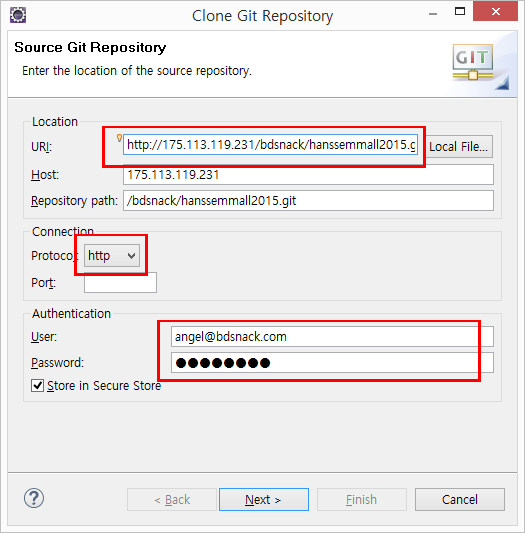 Clone Git Repository
Source Git Repository
Enter the location of the source repository.
GIT
Location
URI: http://175.113.119.231/bdsnack/hanssemmall2015.g Local File...
Host: 175.113.119.231
Repository path: /bdsnack/hanssemmall2015.git
Connection
Protocol: http
Port:
Authentication
User: angel@bdsnack.com
Password: ●●●●●●●●
Store in Secure Store
? < Back Next > Finish Cancel